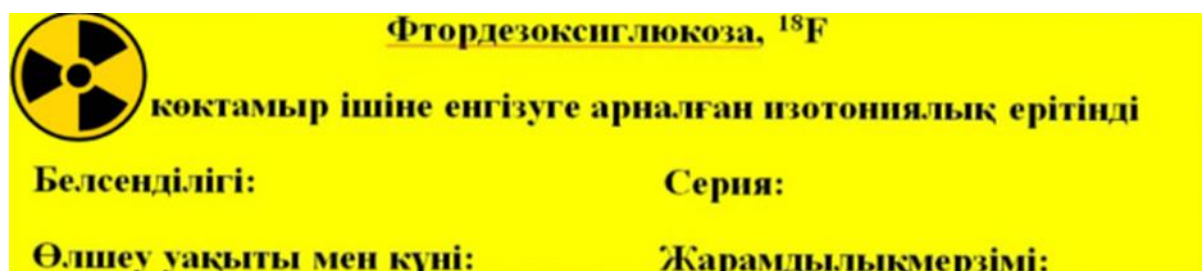 Фтордезоксиглюкоза, ¹⁸F
көктамыр ішіне енгізуге арналған изотониялық ерітінді
Белсенділігі: Серия:
Өлшеу уақыты мен күні: Жарамдылықмерзімі: